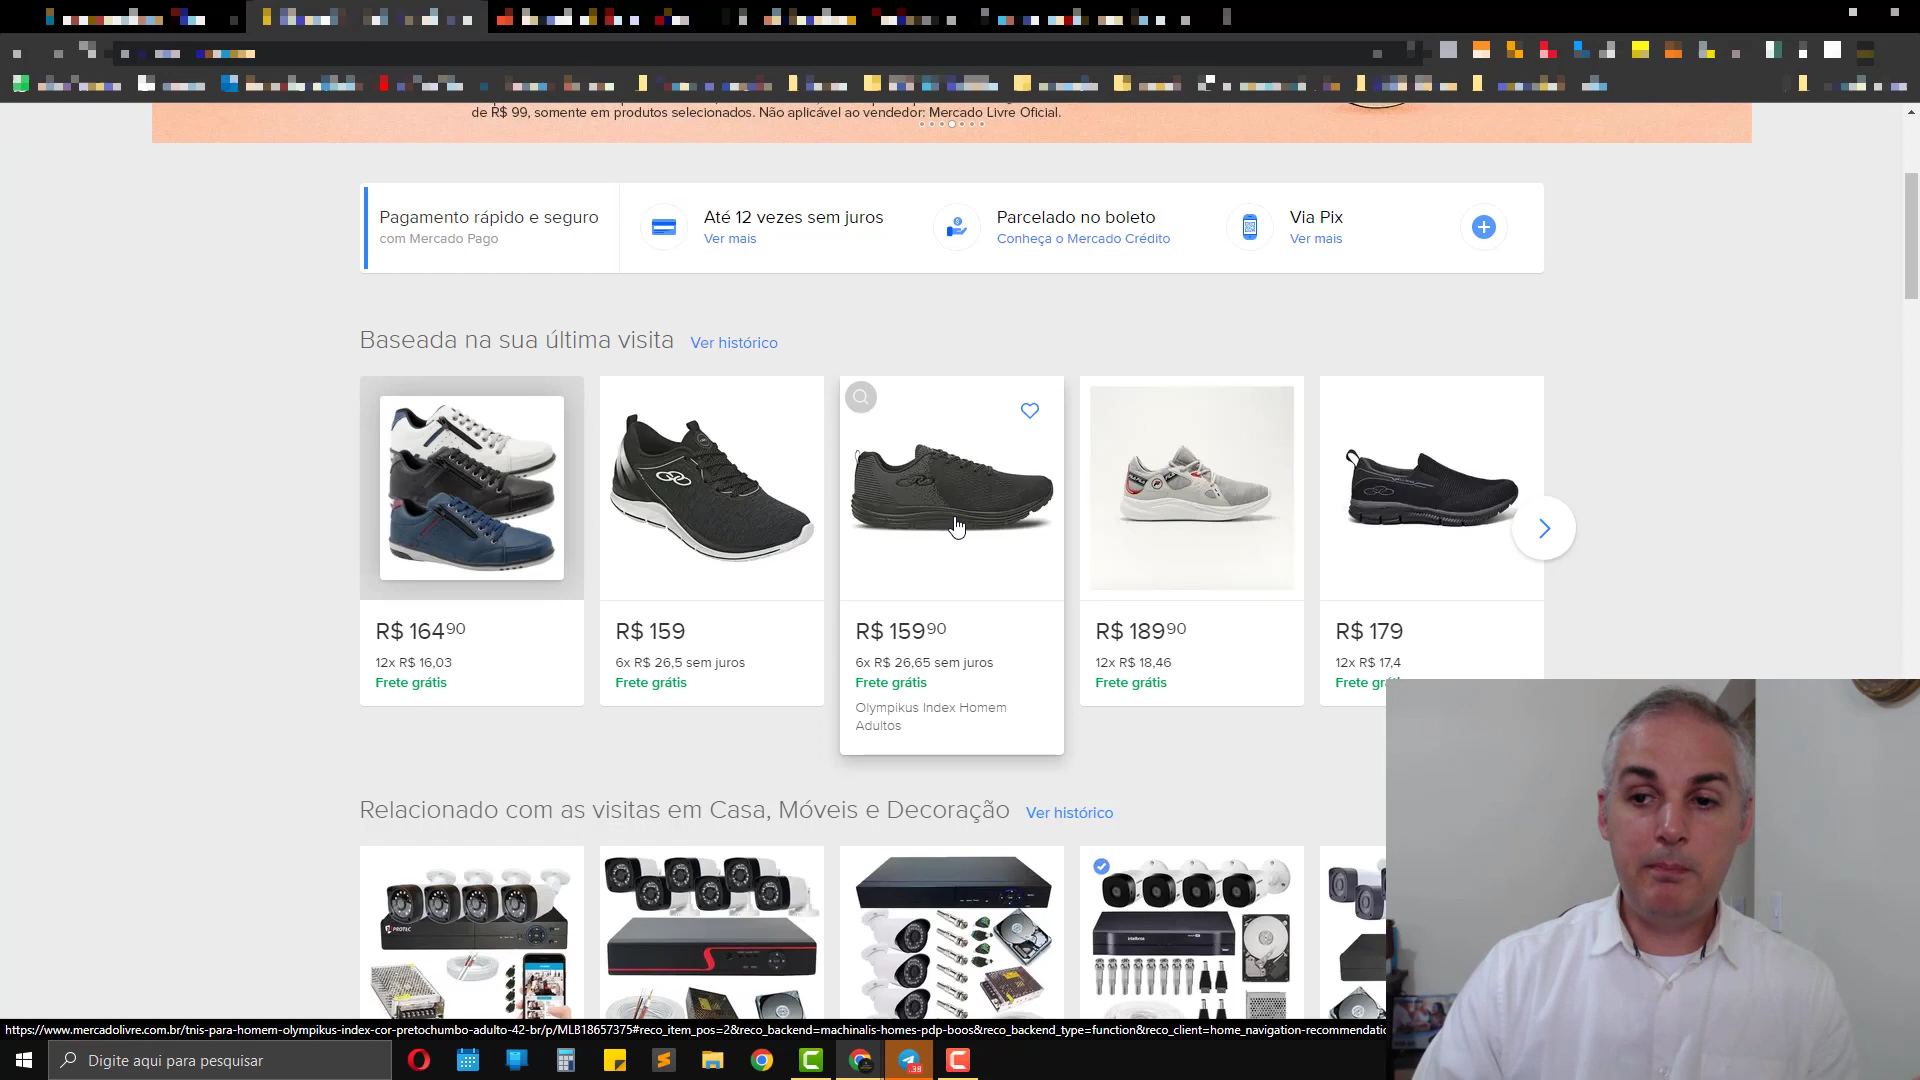 de R$ 99, somente em produtos selecionados. Não aplicável ao vendedor: Mercado Livre Oficial.
Pagamento rápido e seguro
com Mercado Pago
Até 12 vezes sem juros
Ver mais
Parcelado no boleto
Conheça o Mercado Crédito
Via Pix
Ver mais
Baseada na sua última visita Ver histórico
R$ 164 90
12x R$ 16,03
Frete grátis
R$ 159
6x R$ 26,5 sem juros
Frete grátis
R$ 159 90
6x R$ 26,65 sem juros
Frete grátis
Olympikus Index Homem
Adultos
R$ 189 90
12x R$ 18,46
Frete grátis
R$ 179
12x R$ 17,4
Frete grátis
Relacionado com as visitas em Casa, Móveis e Decoração Ver histórico
PROTEC
intelbras
https://www.mercadolivre.com.br/tnis-para-homem-olympikus-index-cor-pretochumbo-adulto-42-br/p/MLB18657375#reco_item_pos=2&reco_backend=machinalis-homes-pdp-boos&reco_backend_type=function&reco_client=home_navigation-recommendatio
Digite aqui para pesquisar